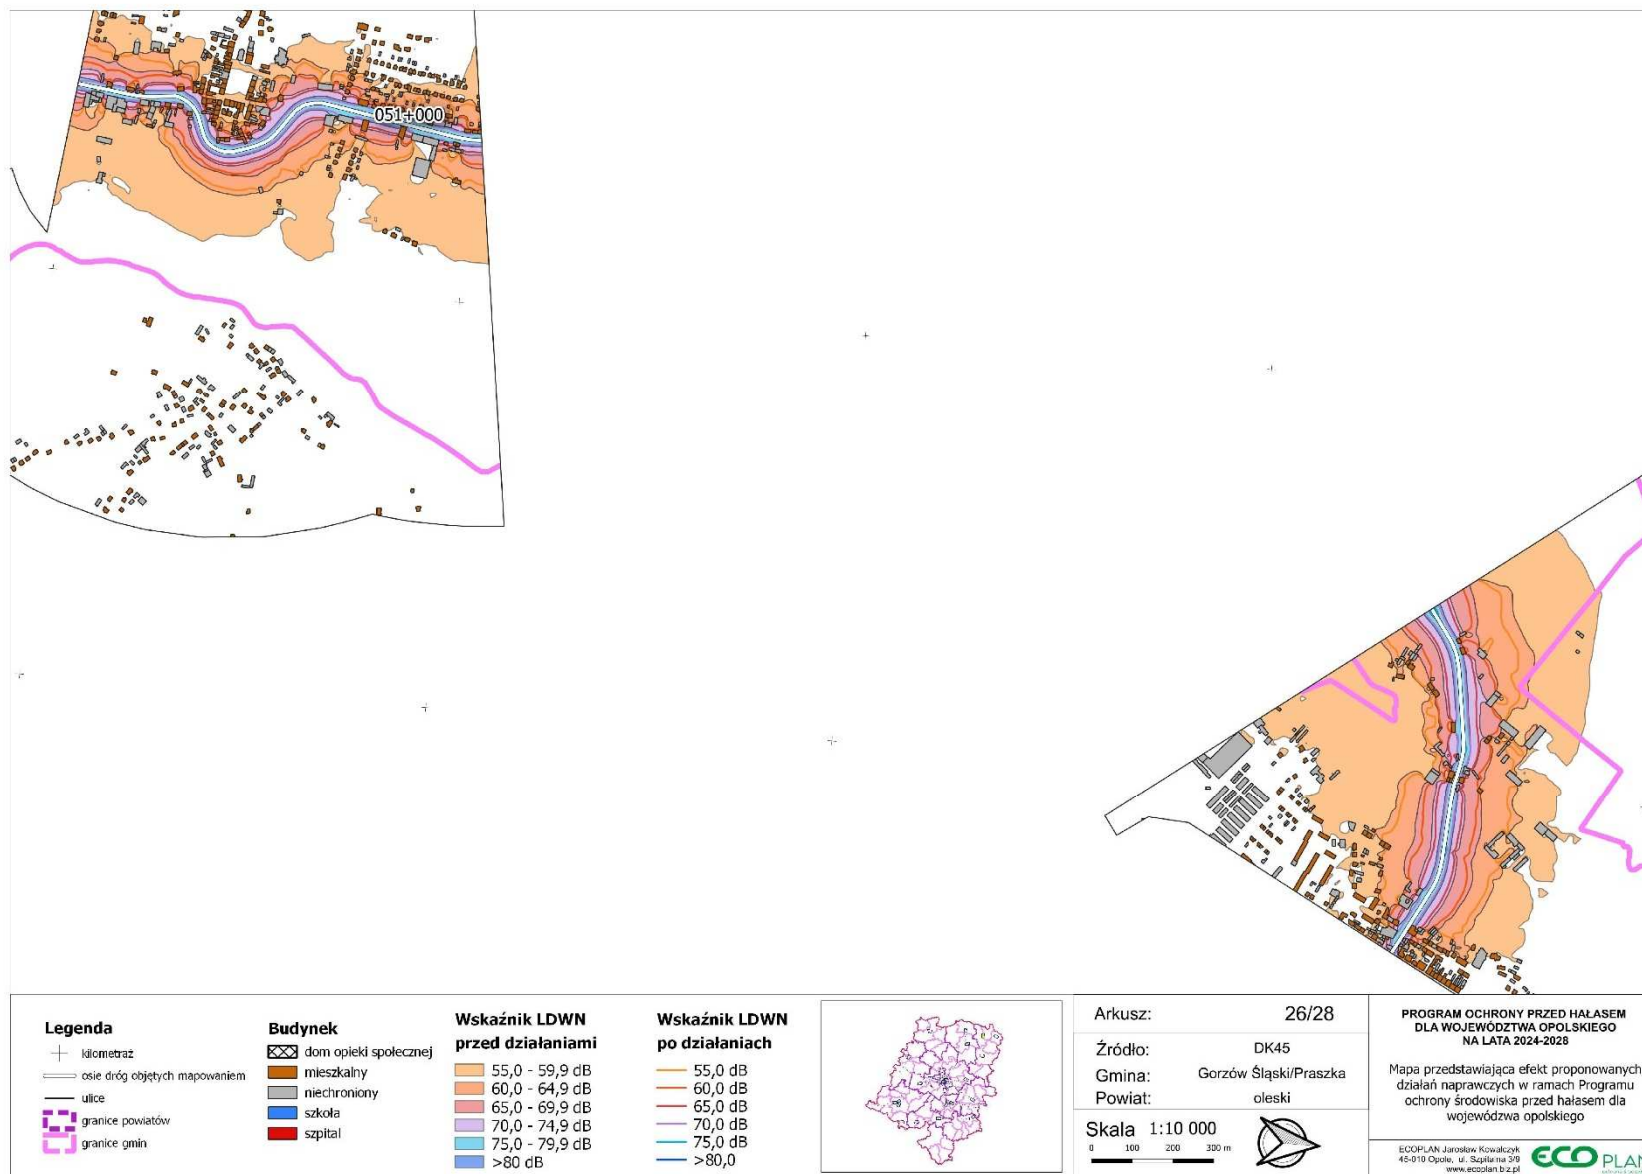 051+000
Legenda
kilometraż
osie dróg objętych mapowaniem
ulice
granice powiatów
granice gmin
Budynek
dom opieki społecznej
mieszkalny
niechroniony
szkoła
szpital
Wskaźnik LDWN
przed działaniami
55,0 - 59,9 dB
60,0 - 64,9 dB
65,0 - 69,9 dB
70,0 - 74,9 dB
75,0 - 79,9 dB
>80 dB
Wskaźnik LDWN
po działaniach
55,0 dB
60,0 dB
65,0 dB
70,0 dB
75,0 dB
>80,0
Arkusz: 26/28
Źródło: DK45
Gmina: Gorzów Śląski/Praszka
Powiat: oleski
Skala 1:10 000
0 100 200 300 m
PROGRAM OCHRONY PRZED HAŁASEM
DLA WOJEWÓDZTWA OPOLSKIEGO
NA LATA 2024-2028
Mapa przedstawiająca efekt proponowanych
działań naprawczych w ramach Programu
ochrony środowiska przed hałasem dla
województwa opolskiego
ECOPLAN Jarosław Kowalczyk
45-010 Opole, ul. Szpitalna 3/9
www.ecoplan.biz.pl
ECO PLAN